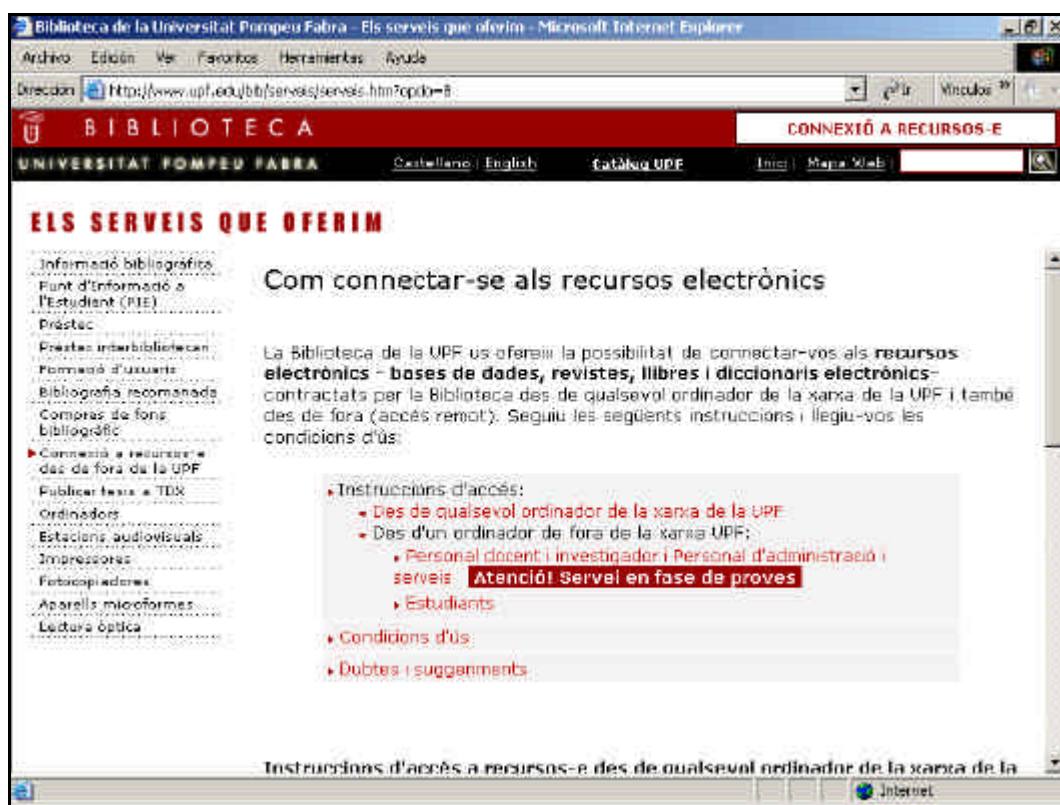 Biblioteca de la Universitat Pompeu Fabra - Els serveis que oferim - Microsoft Internet Explorer
Archivo Edición Ver Favoritos Herramientas Ayuda
Dirección http://www.upf.edu/bib/serveis/serveis.htm?opcio=8 Ir Vínculos »
BIBLIOTECA CONNEXIÓ A RECURSOS-E
UNIVERSITAT POMPEU FABRA Castellano | English Catàleg UPF Inici | Mapa Web |
ELS SERVEIS QUE OFERIM
Informació bibliogràfica
Punt d'Informació a
l'Estudiant (PIE)
Préstec
Préstec interbibliotecari
Formació d'usuaris
Bibliografia recomanada
Compres de fons
bibliogràfic
Connexió a recursos-e
des de fora de la UPF
Publicar tesis a TDX
Ordinadors
Estacions audiovisuals
Impressores
Fotocopiadores
Aparells microformes
Lectura òptica
Com connectar-se als recursos electrònics
La Biblioteca de la UPF us ofereix la possibilitat de connectar-vos als recursos
electrònics - bases de dades, revistes, llibres i diccionaris electrònics-
contractats per la Biblioteca des de qualsevol ordinador de la xarxa de la UPF i també
des de fora (accés remot). Seguiu les següents instruccions i llegiu-vos les
condicions d'ús:
Instruccions d'accés:
Des de qualsevol ordinador de la xarxa de la UPF
Des d'un ordinador de fora de la xarxa UPF:
Personal docent i investigador i Personal d'administració i
serveis Atenció! Servei en fase de proves
Estudiants
Condicions d'ús
Dubtes i suggeriments
Instruccions d'accés a recursos-e des de qualsevol ordinador de la xarxa de la
Internet